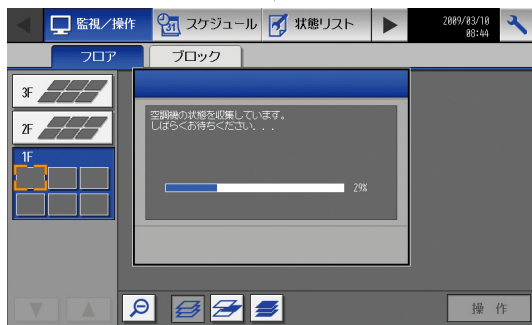 監視／操作
スケジュール
状態リスト
2009/03/10
08:44
フロア
ブロック
3F
2F
1F
空調機の状態を収集しています。
しばらくお待ちください．．．
29%
操 作